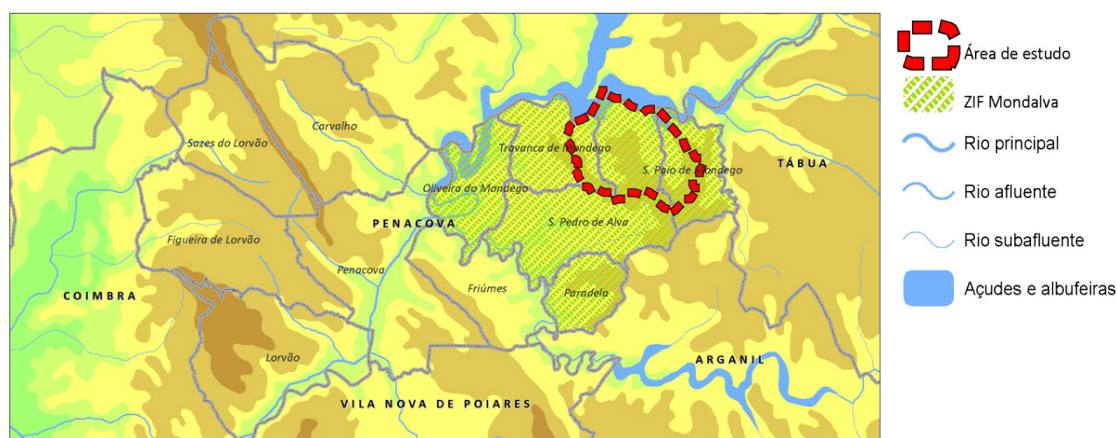 Área de estudo
ZIF Mondalva
Rio principal
Rio afluente
Rio subafluente
Açudes e albufeiras
Carvalho
Sazes do Lorvão
Travanca de Mondego
TÁBUA
S. Paio de Mondego
Oliveira do Mondego
PENACOVA
S. Pedro de Alva
Figueira de Lorvão
Penacova
Friúmes
Paradela
COIMBRA
Lorvão
ARGANIL
VILA NOVA DE POIARES